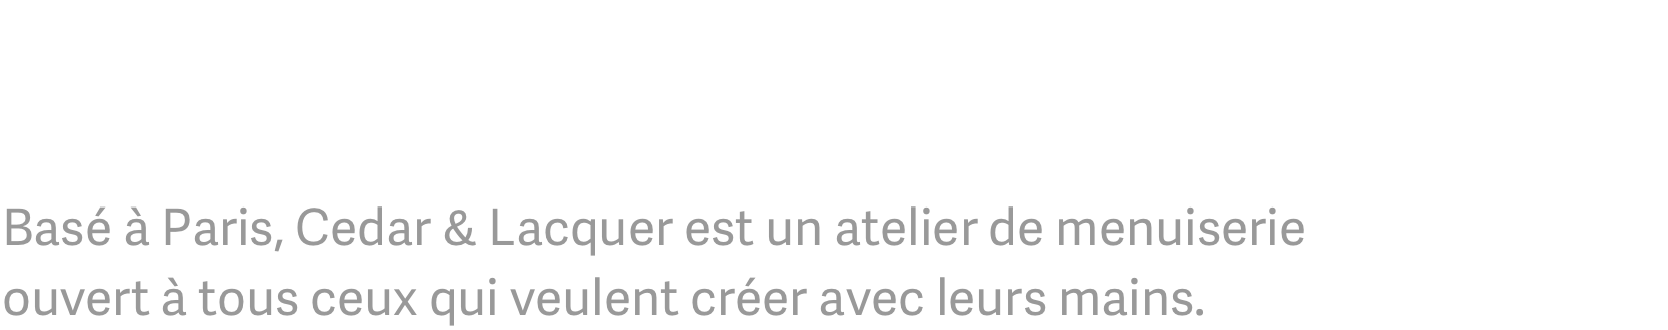 Basé à Paris, Cedar & Lacquer est un atelier de menuiserie
ouvert à tous ceux qui veulent créer avec leurs mains.